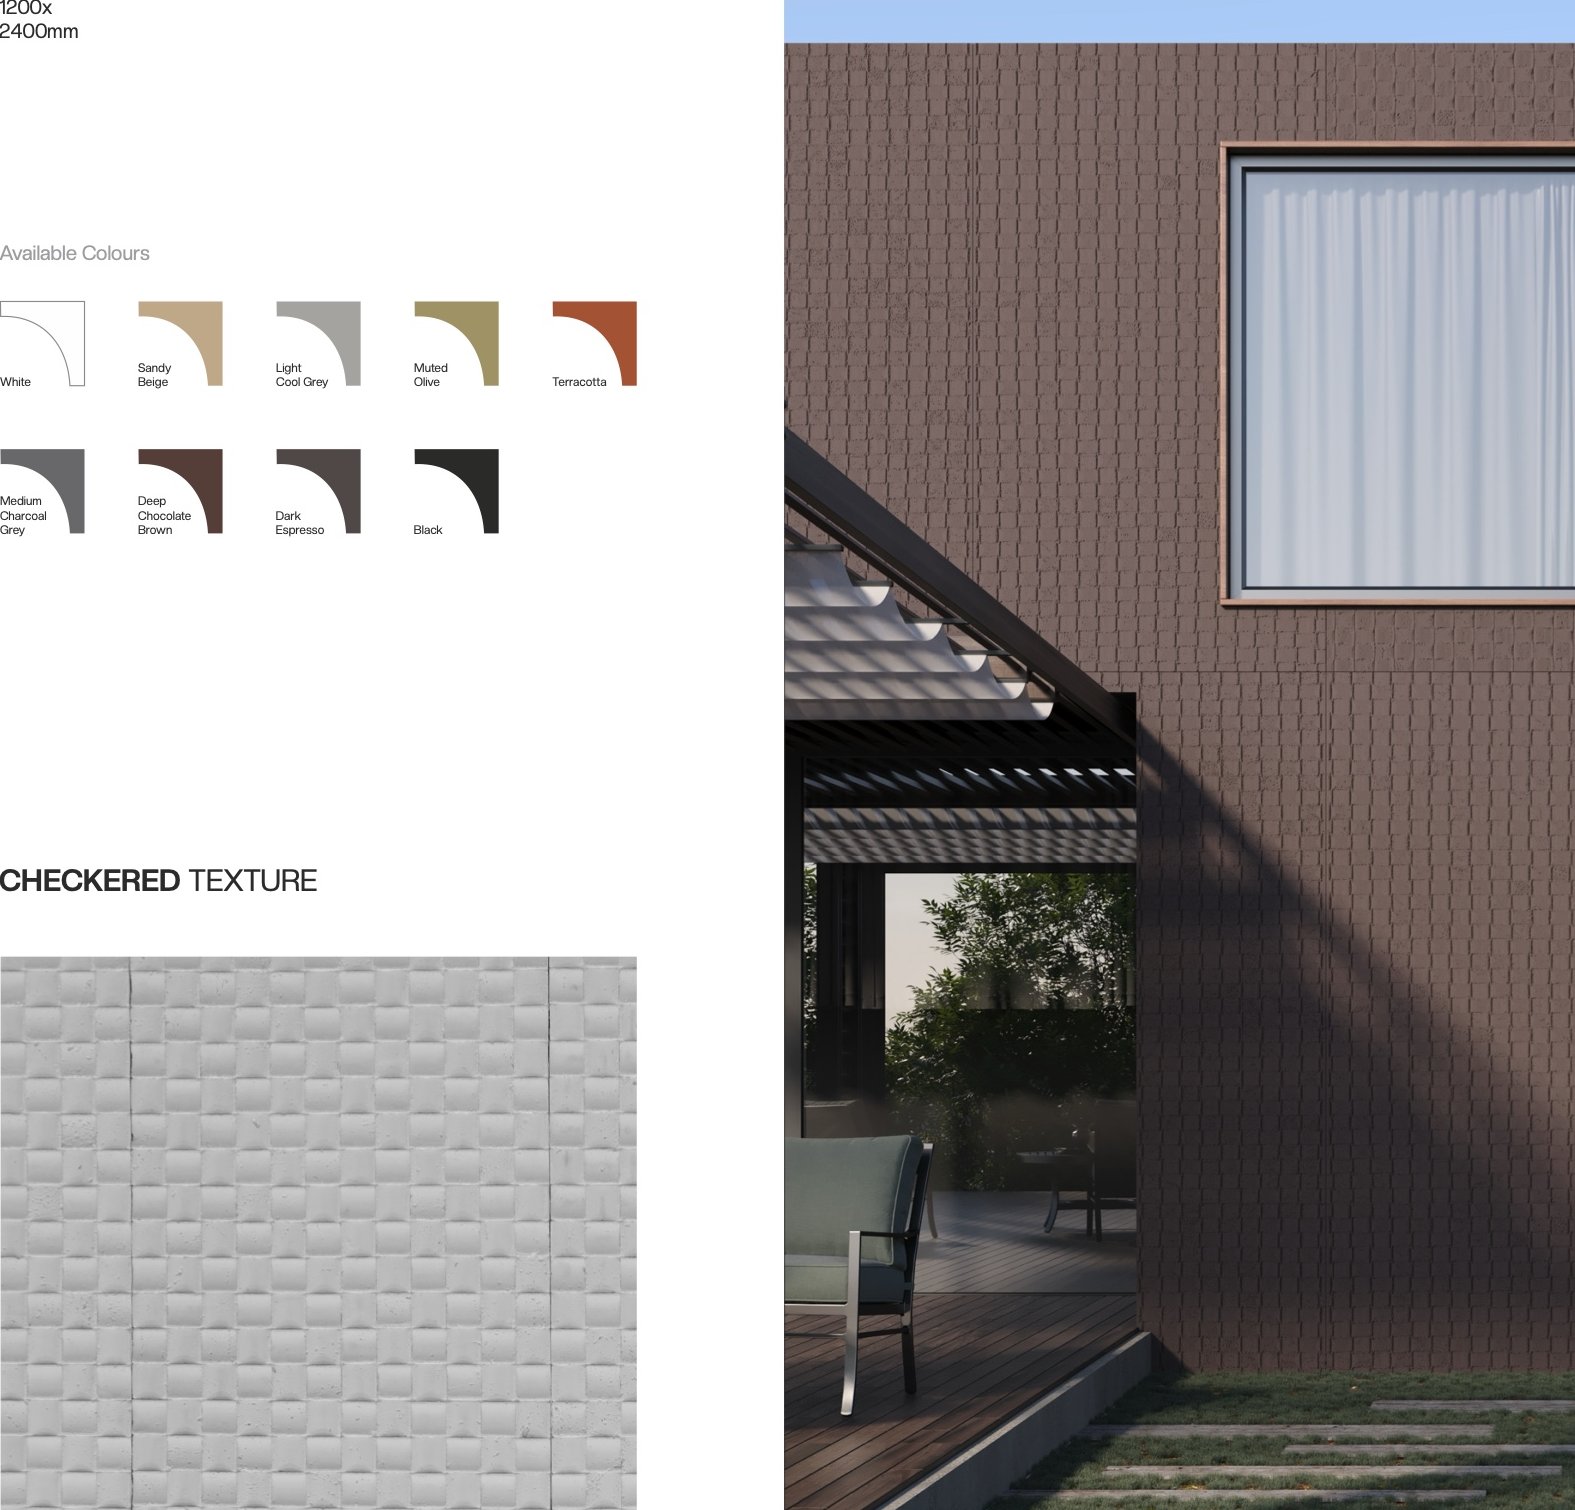 1200x
2400mm
Available Colours
White
Sandy
Beige
Light
Cool Grey
Muted
Olive
Terracotta
Medium
Charcoal
Grey
Deep
Chocolate
Brown
Dark
Espresso
Black
CHECKERED TEXTURE